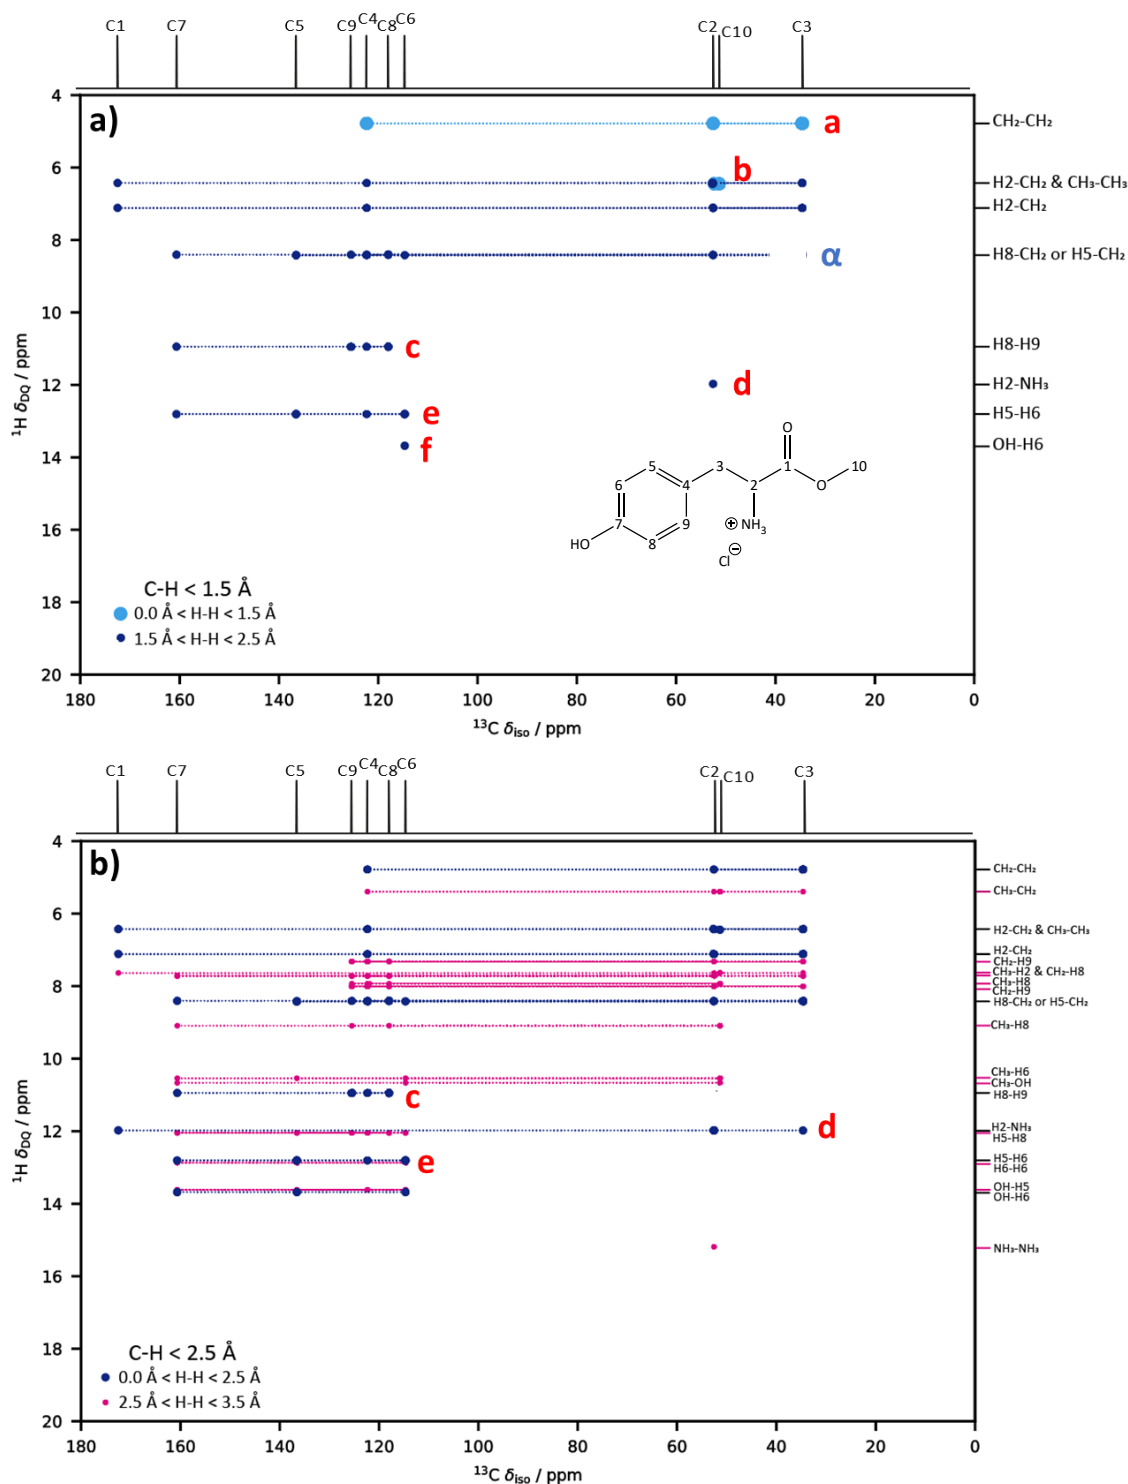 C1 C7 C5 C9 C4 C8 C6 C2 C10 C3
a)
4
6
8
10
12
14
16
18
20
¹H δDQ / ppm
a
b
α
c
d
e
f
CH₂-CH₂
H2-CH₂ & CH₃-CH₃
H2-CH₂
H8-CH₂ or H5-CH₂
H8-H9
H2-NH₃
H5-H6
OH-H6
O
5 3 1 10
6 4 2 O
7 9 ⊕ NH₃
HO 8
Cl⊖
C-H < 1.5 Å
0.0 Å < H-H < 1.5 Å
1.5 Å < H-H < 2.5 Å
180 160 140 120 100 80 60 40 20 0
¹³C δiso / ppm
C1 C7 C5 C9 C4 C8 C6 C2 C10 C3
b)
4
6
8
10
12
14
16
18
20
¹H δDQ / ppm
c
d
e
CH₂-CH₂
CH₃-CH₂
H2-CH₂ & CH₃-CH₃
H2-CH₂
CH₂-H9
CH₃-H2 & CH₂-H8
CH₃-H8
CH₂-H9
H8-CH₂ or H5-CH₂
CH₃-H8
CH₃-H6
CH₃-OH
H8-H9
H2-NH₃
H5-H8
H5-H6
H6-H6
OH-H5
OH-H6
NH₃-NH₃
C-H < 2.5 Å
0.0 Å < H-H < 2.5 Å
2.5 Å < H-H < 3.5 Å
180 160 140 120 100 80 60 40 20 0
¹³C δiso / ppm